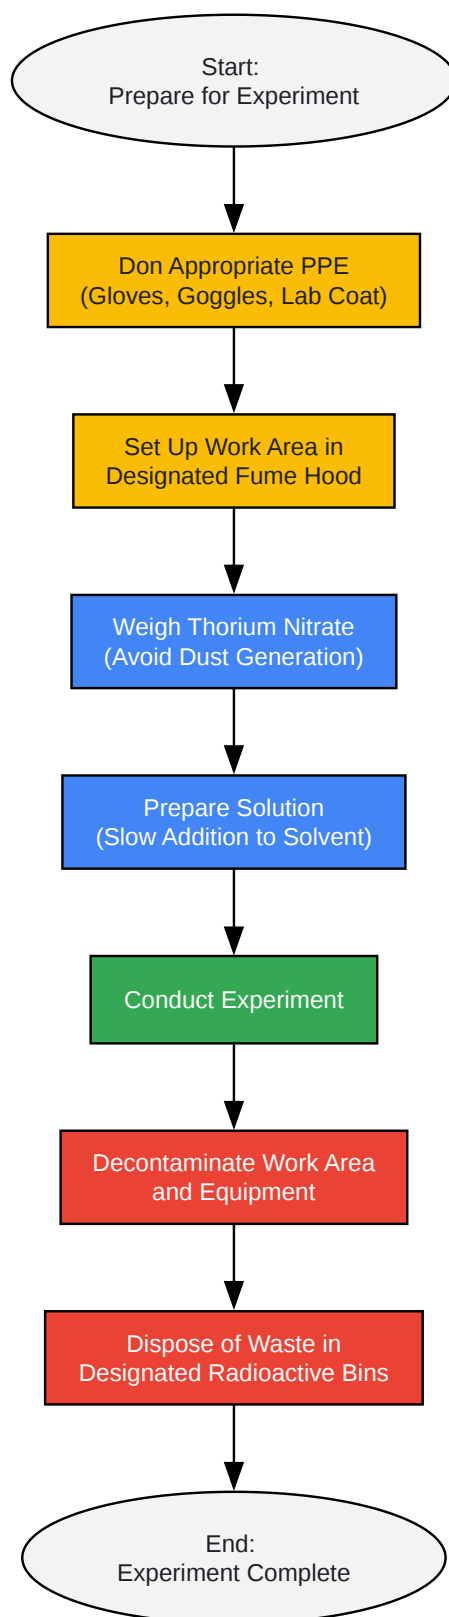 Start:
Prepare for Experiment
Don Appropriate PPE
(Gloves, Goggles, Lab Coat)
Set Up Work Area in
Designated Fume Hood
Weigh Thorium Nitrate
(Avoid Dust Generation)
Prepare Solution
(Slow Addition to Solvent)
Conduct Experiment
Decontaminate Work Area
and Equipment
Dispose of Waste in
Designated Radioactive Bins
End:
Experiment Complete